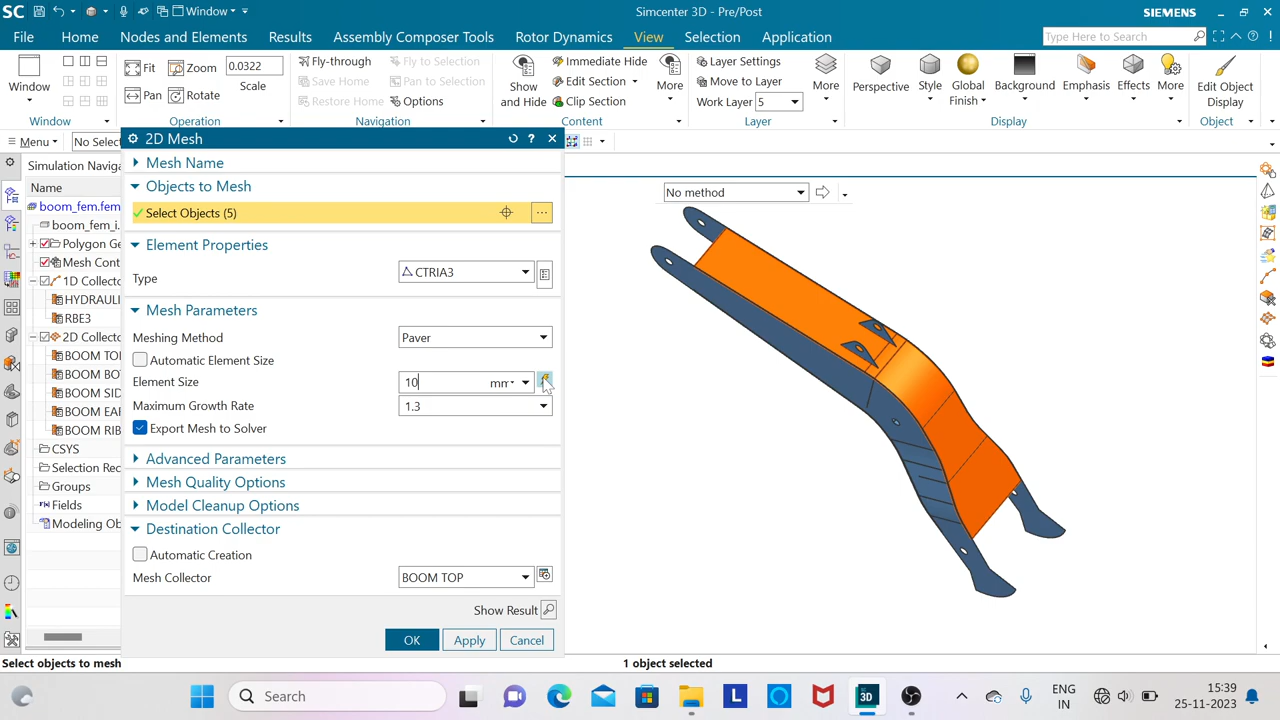 SC Window Simcenter 3D - Pre/Post SIEMENS
File Home Nodes and Elements Results Assembly Composer Tools Rotor Dynamics View Selection Application Type Here to Search
Window
Fit Zoom 0.0322
Pan Rotate Scale
Fly-through Fly to Selection
Save Home Pan to Selection
Restore Home Options
Show and Hide
Immediate Hide
Edit Section
Clip Section
More
Layer Settings
Move to Layer
Work Layer 5
More
Perspective Style Global Finish Background Emphasis Effects More
Edit Object Display
Window Operation Navigation Content Layer Display Object
Menu No Selec
Simulation Naviga
Name
boom_fem.fem
boom_fem_i.
Polygon Ge
Mesh Cont
1D Collecto
HYDRAULI
RBE3
2D Collecto
BOOM TO
BOOM BO
BOOM SID
BOOM EAR
BOOM RIB
CSYS
Selection Rec
Groups
Fields
Modeling Ob
2D Mesh
Mesh Name
Objects to Mesh
Select Objects (5)
Element Properties
Type CTRIA3
Mesh Parameters
Meshing Method Paver
Automatic Element Size
Element Size 10 mm
Maximum Growth Rate 1.3
Export Mesh to Solver
Advanced Parameters
Mesh Quality Options
Model Cleanup Options
Destination Collector
Automatic Creation
Mesh Collector BOOM TOP
Show Result
OK Apply Cancel
No method
Select objects to mesh 1 object selected
Search
ENG
IN
15:39
25-11-2023